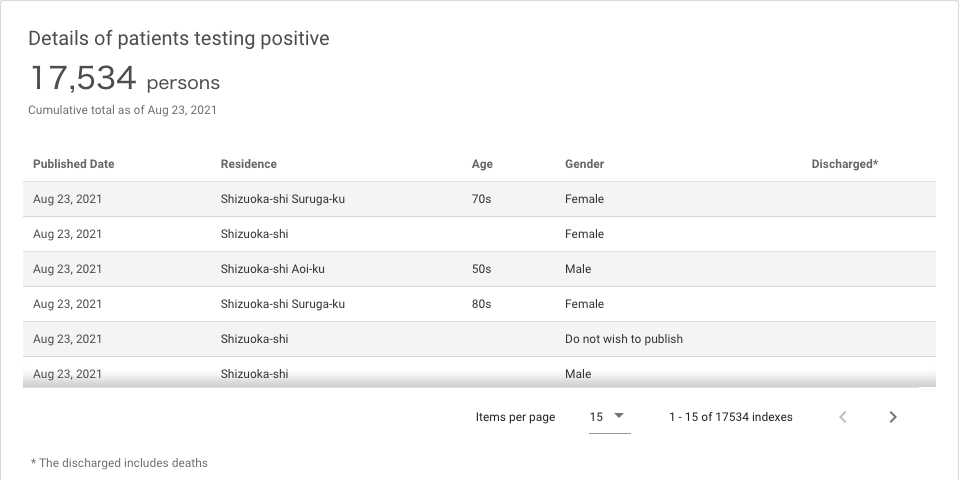 Details of patients testing positive
17,534 persons
Cumulative total as of Aug 23, 2021
Published Date Residence Age Gender Discharged*
Aug 23, 2021 Shizuoka-shi Suruga-ku 70s Female
Aug 23, 2021 Shizuoka-shi Female
Aug 23, 2021 Shizuoka-shi Aoi-ku 50s Male
Aug 23, 2021 Shizuoka-shi Suruga-ku 80s Female
Aug 23, 2021 Shizuoka-shi Do not wish to publish
Aug 23, 2021 Shizuoka-shi Male
Items per page 15 1 - 15 of 17534 indexes
* The discharged includes deaths